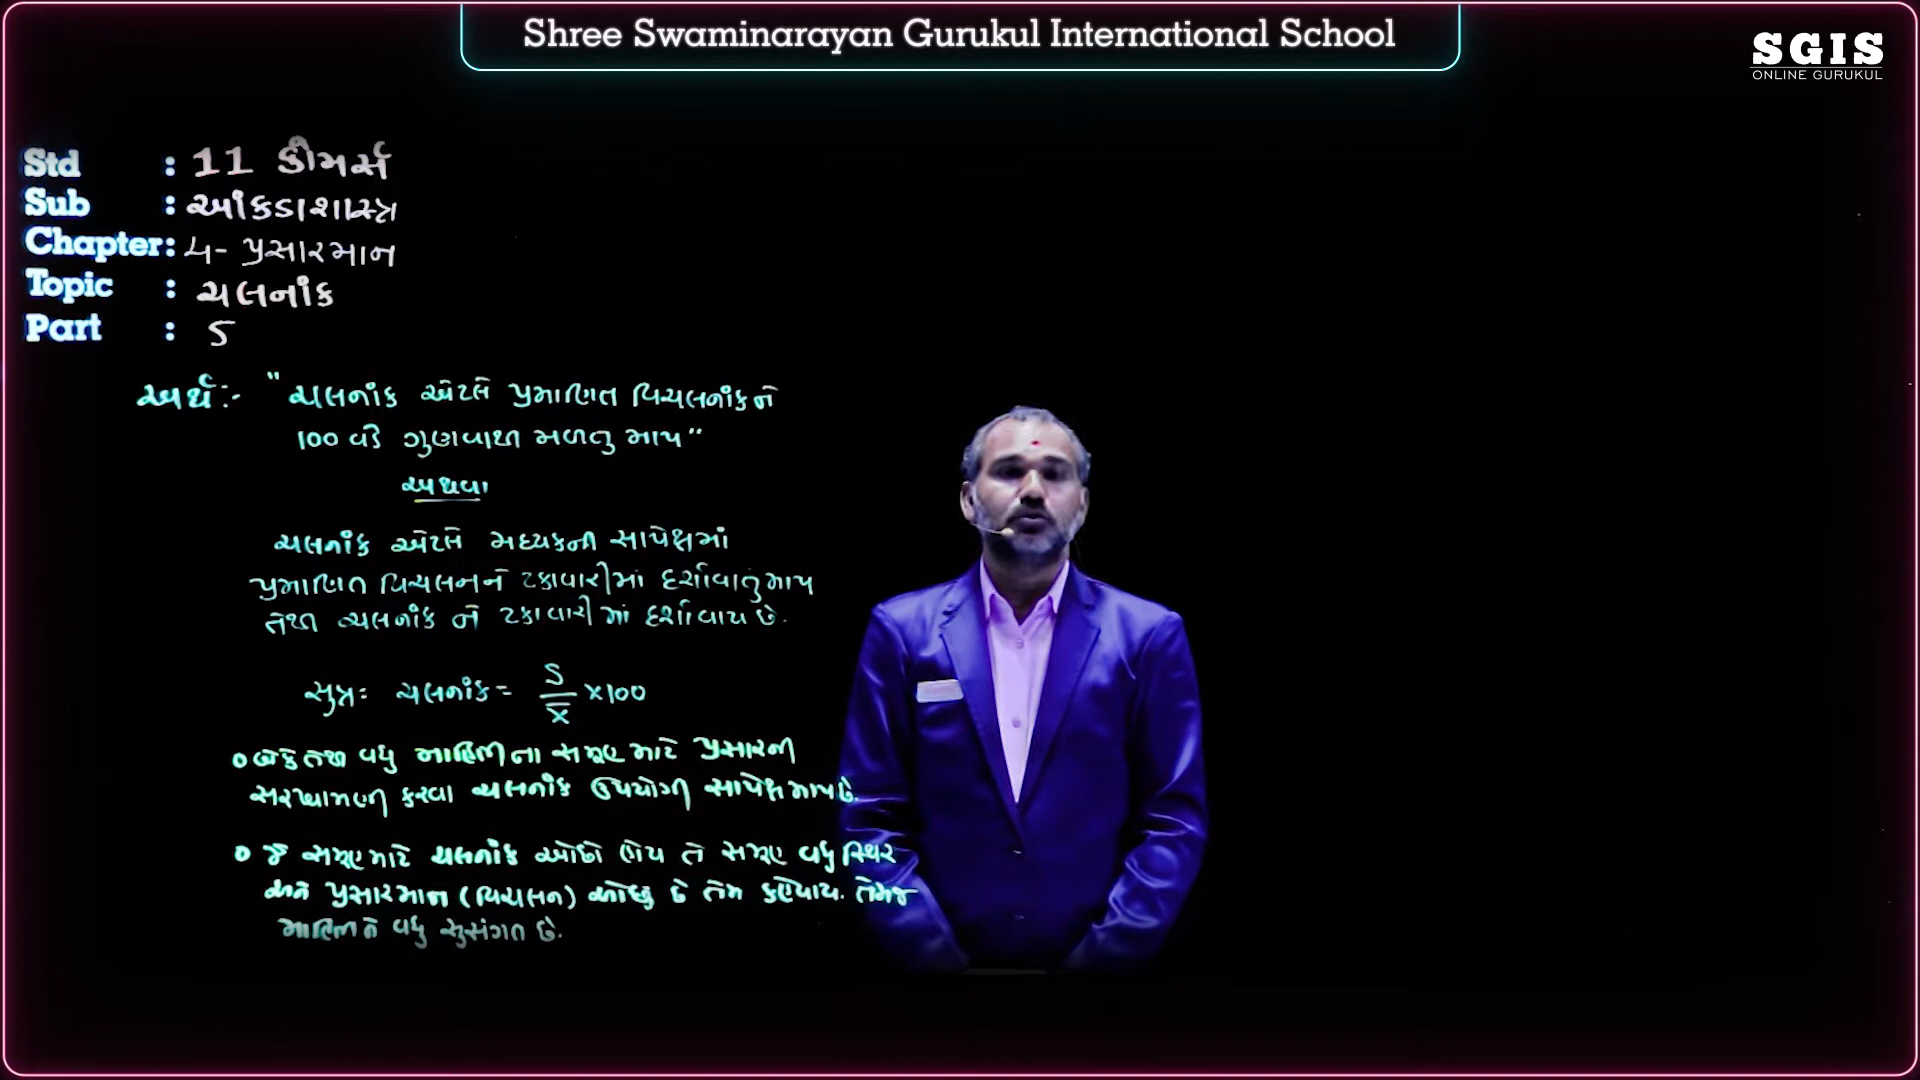 Shree Swaminarayan Gurukul International School
SGIS
ONLINE GURUKUL
Std : 11 કોમર્સ
Sub : આંકડાશાસ્ત્ર
Chapter: 4- પ્રસારમાન
Topic : ચલનાંક
Part : 5
અર્થ:- "ચલનાંક એટલે પ્રમાણિત વિચલનાંકને
100 વડે ગુણવાથી મળતુ માપ"
અથવા
ચલનાંક એટલે મધ્યકની સાપેક્ષમાં
પ્રમાણિત વિચલનને ટકાવારીમાં દર્શાવાતું માપ
તેથી ચલનાંક ને ટકાવારીમાં દર્શાવાય છે.
સુત્ર: ચલનાંક = S/x̄ ×100
૦ બેકે તેથી વધુ માહિતીના સમૂહ માટે પ્રસારની
સરખામણી કરવા ચલનાંક ઉપયોગી સાપેક્ષ માપ છે.
૦ જે સમૂહ માટે ચલનાંક ઓછો હોય તે સમૂહ વધુ સ્થિર
અને પ્રસારમાન (વિચલન) ઓછું છે તેમ કહેવાય. તેમજ
માહિતીને વધુ સુસંગત છે.